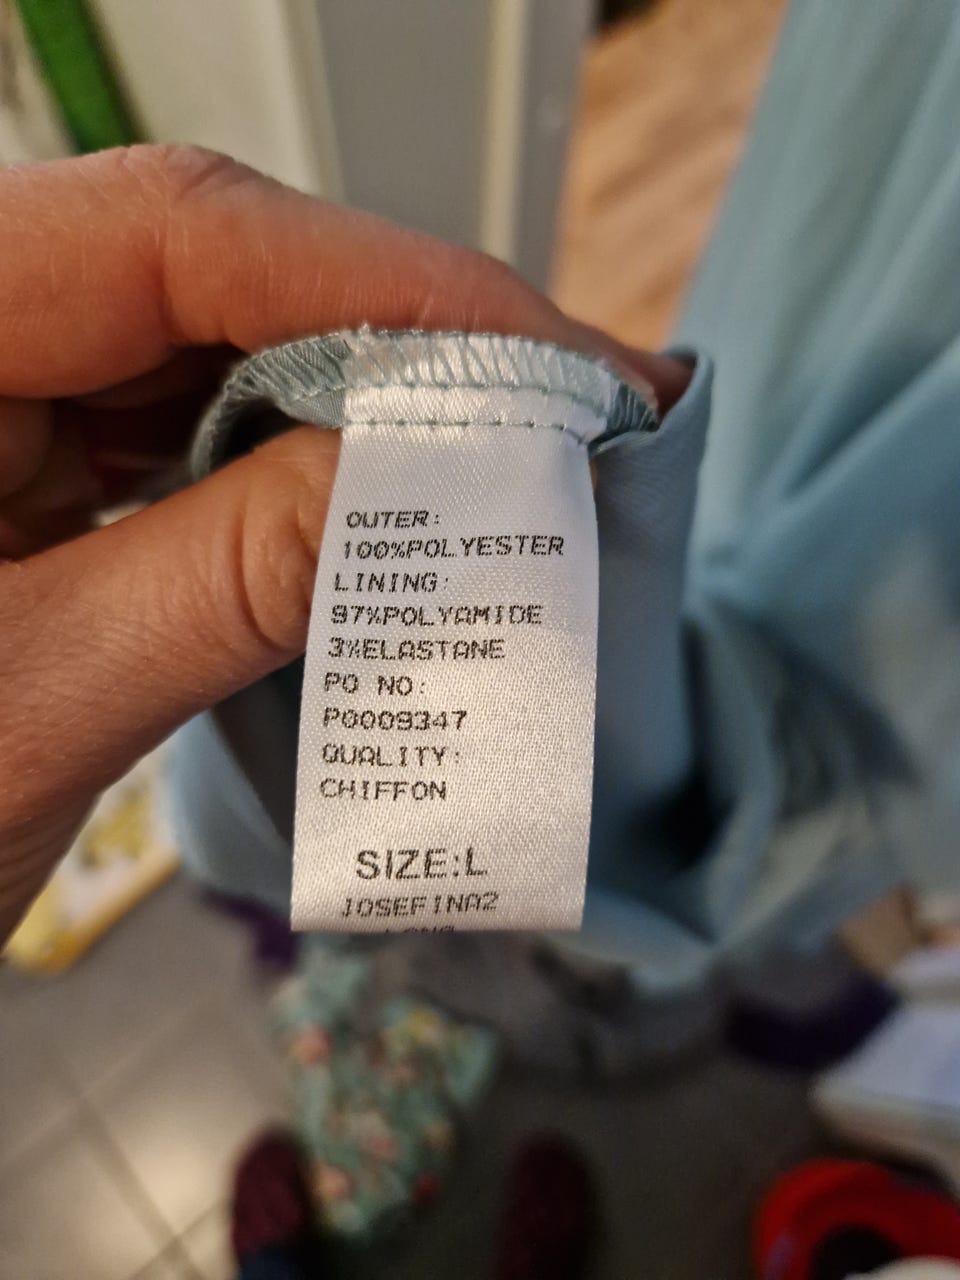 OUTER:
100%POLYESTER
LINING:
97%POLYAMIDE
3%ELASTANE
PO NO:
P0009347
QUALITY:
CHIFFON
SIZE:L
JOSEFINA2